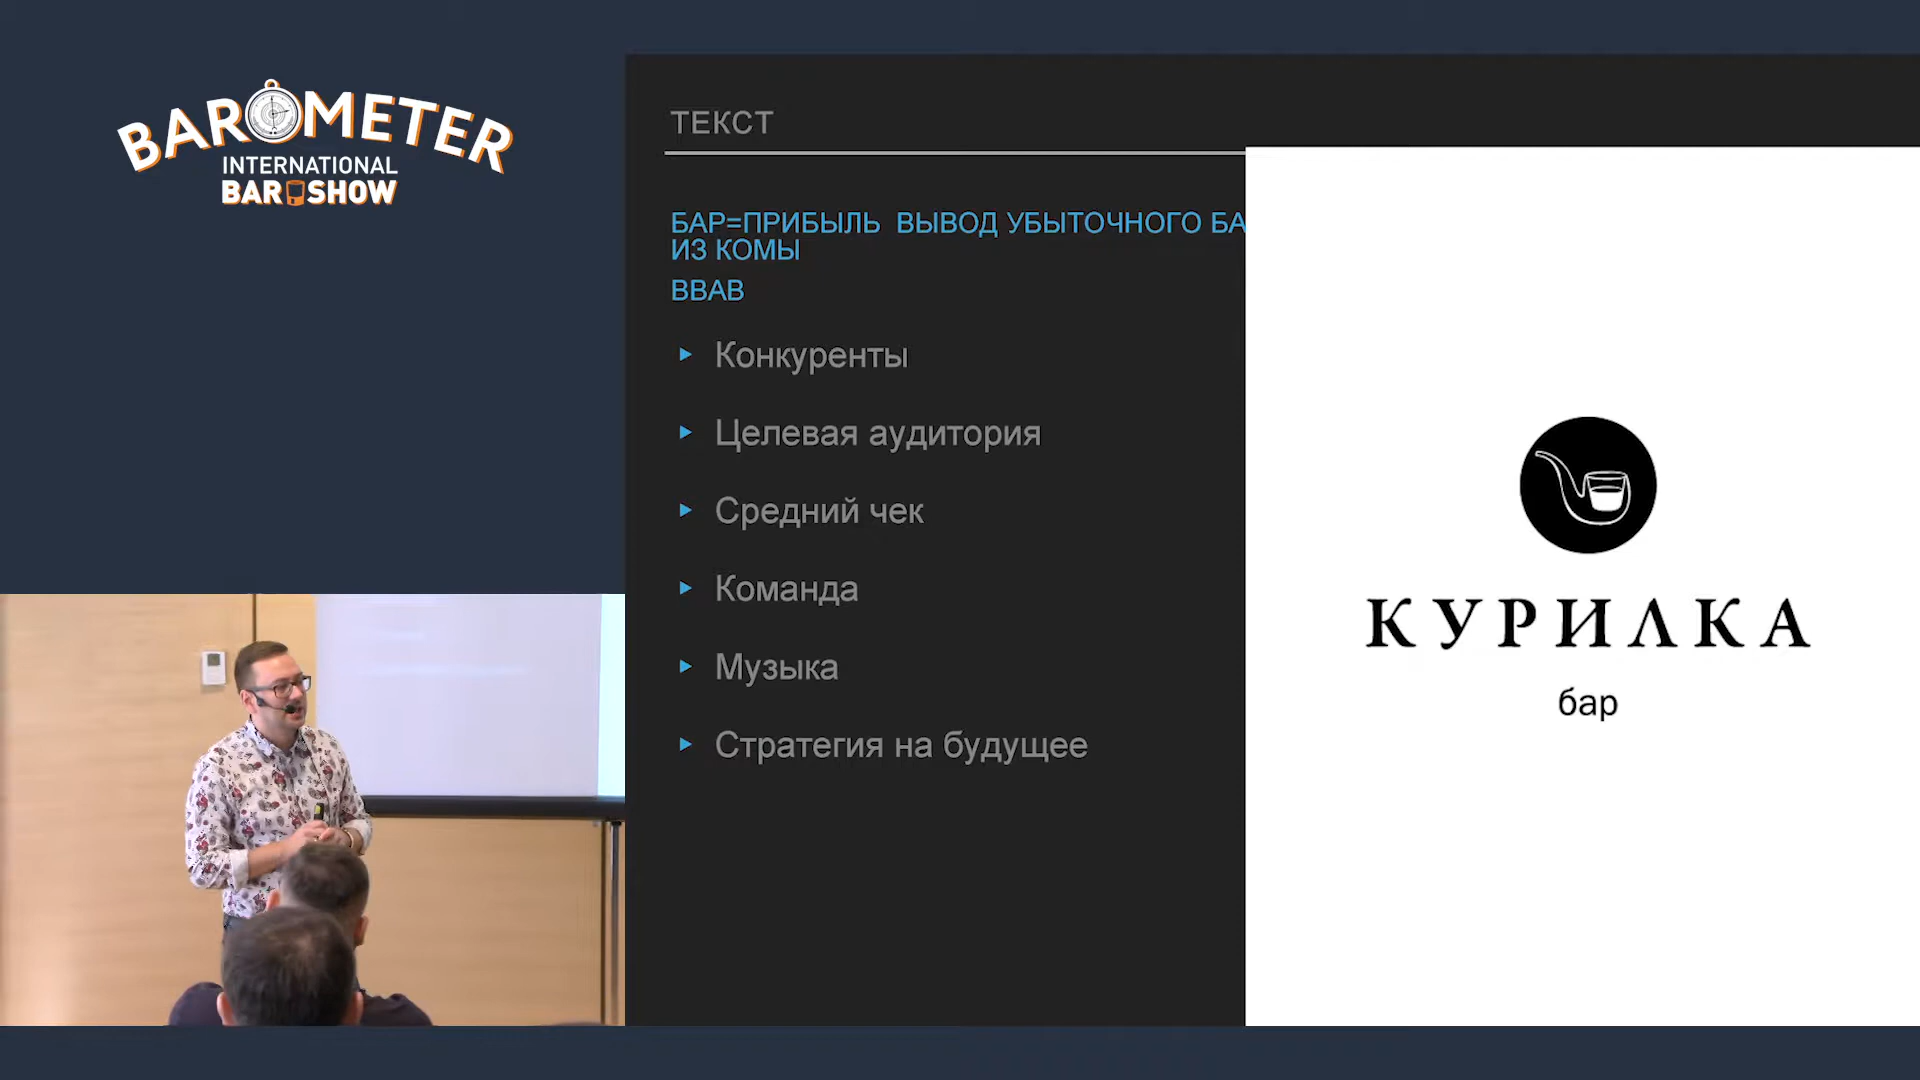 BAROMETER
INTERNATIONAL
BAR SHOW
ТЕКСТ
БАР=ПРИБЫЛЬ ВЫВОД УБЫТОЧНОГО БА
ИЗ КОМЫ
BBAB
Конкуренты
Целевая аудитория
Средний чек
Команда
Музыка
Стратегия на будущее
КУРИЛКА
бар